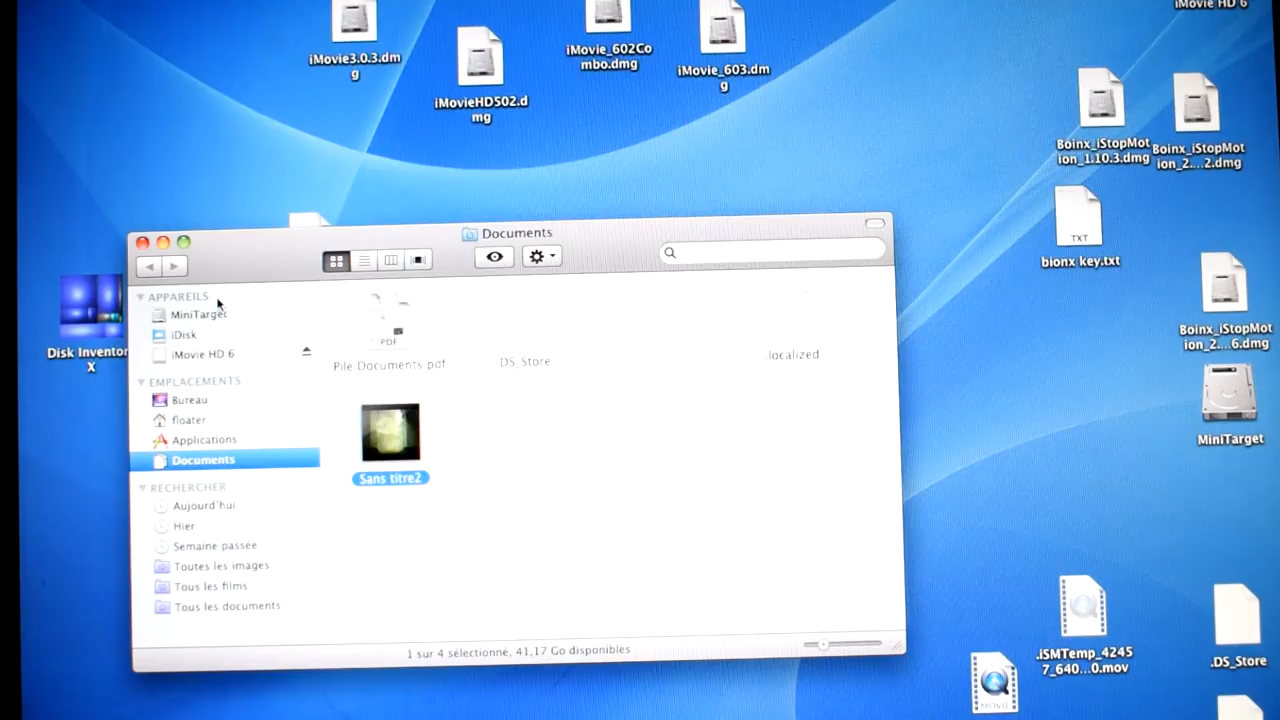 iMovie HD 6
iMovie3.0.3.dm
g
iMovieHD502.d
mg
iMovie_602Co
mbo.dmg
iMovie_603.dm
g
Boinx_iStopMot
ion_1.10.3.dmg
Boinx_iStopMot
ion_2....2.dmg
TXT
bionx key.txt
Boinx_iStopMot
ion_2....6.dmg
MiniTarget
Disk Inventor
X
Documents
APPAREILS
MiniTarget
iDisk
iMovie HD 6
EMPLACEMENTS
Bureau
floater
Applications
Documents
RECHERCHER
Aujourd'hui
Hier
Semaine passée
Toutes les images
Tous les films
Tous les documents
PDF
Pile Documents.pdf
.DS_Store
.localized
Sans titre2
1 sur 4 sélectionné, 41,17 Go disponibles
.iSMTemp_4245
7_640...0.mov
.DS_Store
MOVIE